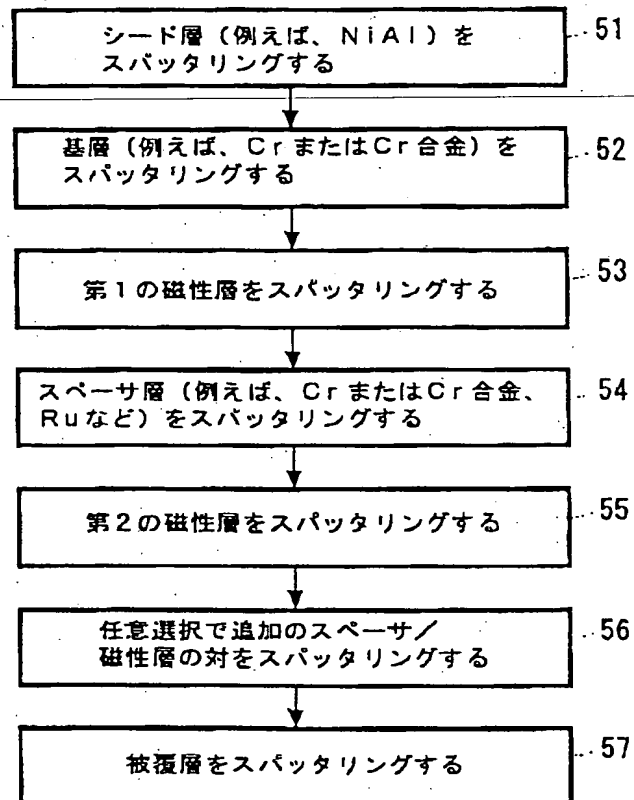 シード層(例えば、NiAl)を
スパッタリングする
51
基層(例えば、CrまたはCr合金)を
スパッタリングする
52
第1の磁性層をスパッタリングする
53
スペーサ層(例えば、CrまたはCr合金、
Ruなど)をスパッタリングする
54
第2の磁性層をスパッタリングする
55
任意選択で追加のスペーサ/
磁性層の対をスパッタリングする
56
被覆層をスパッタリングする
57